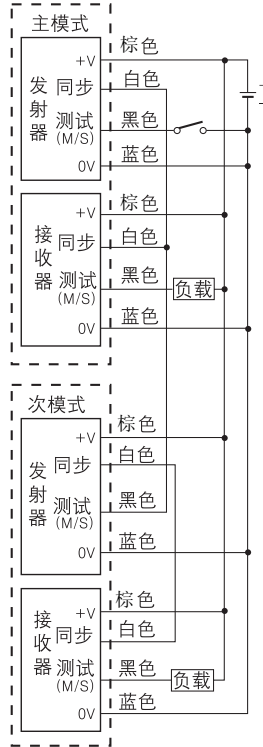 主模式
发射器
+V 棕色
同步 白色
测试 黑色
(M/S)
0V 蓝色
接收器
+V 棕色
同步 白色
测试 黑色
(M/S)
负载
0V 蓝色
次模式
发射器
+V 棕色
同步 白色
测试 黑色
(M/S)
0V 蓝色
接收器
+V 棕色
同步 白色
测试 黑色
(M/S)
负载
0V 蓝色